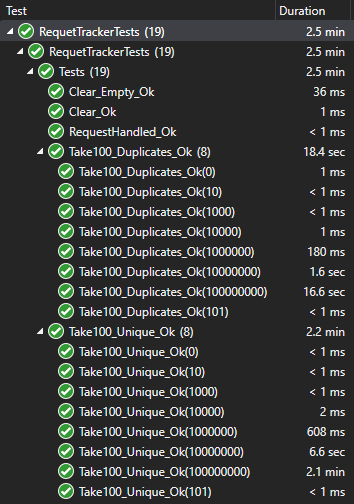 Test Duration
RequetTrackerTests (19) 2.5 min
RequetTrackerTests (19) 2.5 min
Tests (19) 2.5 min
Clear_Empty_Ok 36 ms
Clear_Ok 1 ms
RequestHandled_Ok < 1 ms
Take100_Duplicates_Ok (8) 18.4 sec
Take100_Duplicates_Ok(0) 1 ms
Take100_Duplicates_Ok(10) < 1 ms
Take100_Duplicates_Ok(1000) < 1 ms
Take100_Duplicates_Ok(10000) 1 ms
Take100_Duplicates_Ok(1000000) 180 ms
Take100_Duplicates_Ok(10000000) 1.6 sec
Take100_Duplicates_Ok(100000000) 16.6 sec
Take100_Duplicates_Ok(101) < 1 ms
Take100_Unique_Ok (8) 2.2 min
Take100_Unique_Ok(0) < 1 ms
Take100_Unique_Ok(10) < 1 ms
Take100_Unique_Ok(1000) < 1 ms
Take100_Unique_Ok(10000) 2 ms
Take100_Unique_Ok(1000000) 608 ms
Take100_Unique_Ok(10000000) 6.6 sec
Take100_Unique_Ok(100000000) 2.1 min
Take100_Unique_Ok(101) < 1 ms